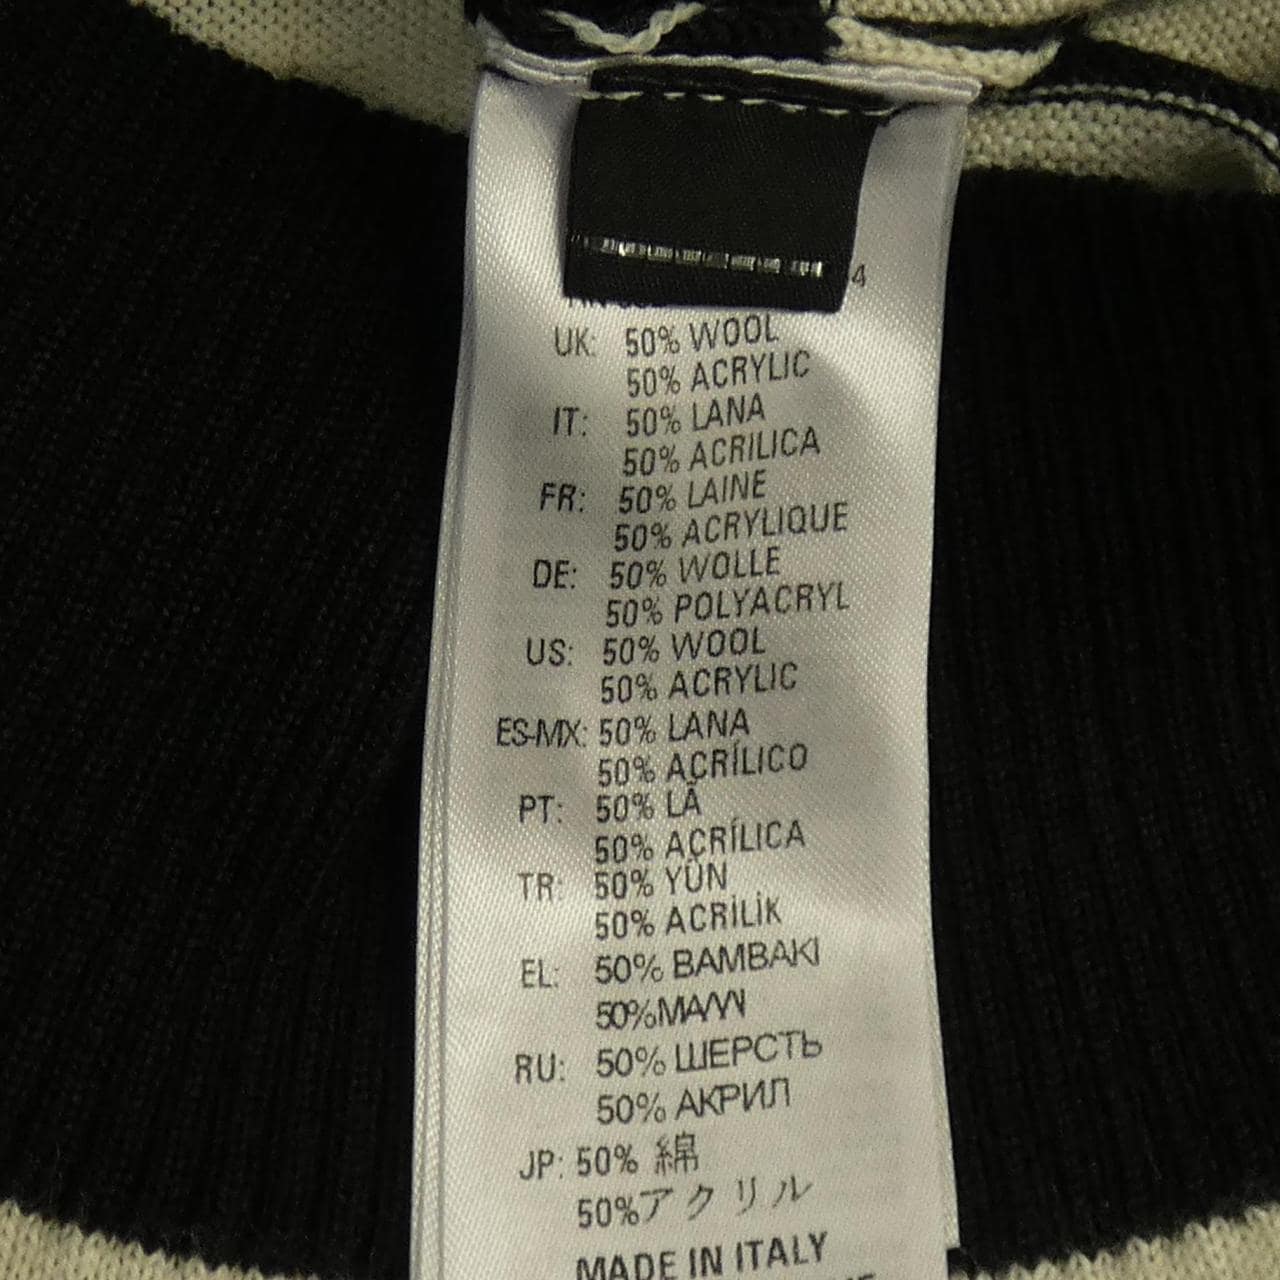 4
UK: 50% WOOL
50% ACRYLIC
IT: 50% LANA
50% ACRILICA
FR: 50% LAINE
50% ACRYLIQUE
DE: 50% WOLLE
50% POLYACRYL
US: 50% WOOL
50% ACRYLIC
ES-MX: 50% LANA
50% ACRÍLICO
PT: 50% LÃ
50% ACRÍLICA
TR: 50% YÜN
50% ACRİLİK
EL: 50% ΒΑΜΒΑΚΙ
50%
RU: 50% ШЕРСТЬ
50% АКРИЛ
JP: 50% 綿
50%アクリル
MADE IN ITALY